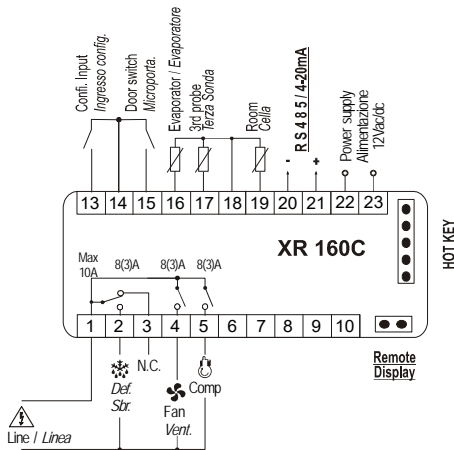 Confi. Input
Ingresso config.
Door switch
Microporta.
Evaporator / Evaporatore
3rd probe
Terza Sonda
Room
Cella
RS485 / 4-20mA
- +
Power supply
Alimentazione
12Vac/dc
13 14 15 16 17 18 19 20 21 22 23
XR 160C
HOT KEY
Max
10A
8(3)A 8(3)A 8(3)A
1 2 3 4 5 6 7 8 9 10
Remote
Display
N.C.
Def.
Sbr.
Comp
Fan
Vent.
Line / Linea